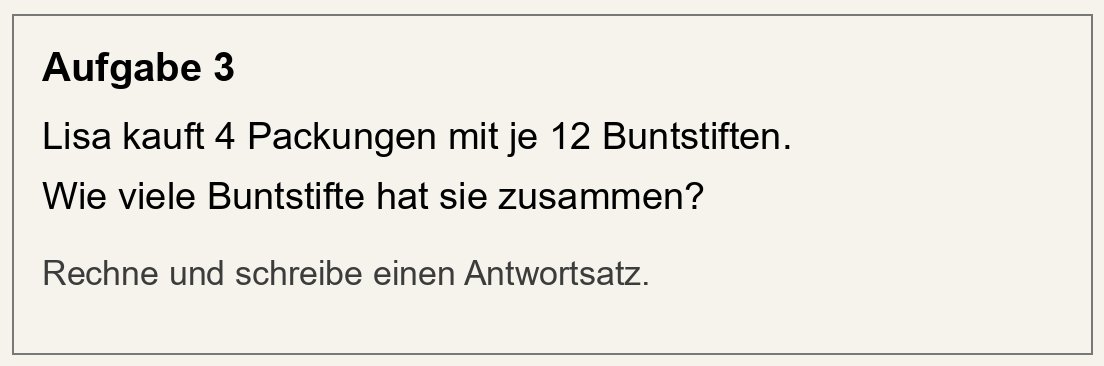 Aufgabe 3
Lisa kauft 4 Packungen mit je 12 Buntstiften.
Wie viele Buntstifte hat sie zusammen?
Rechne und schreibe einen Antwortsatz.